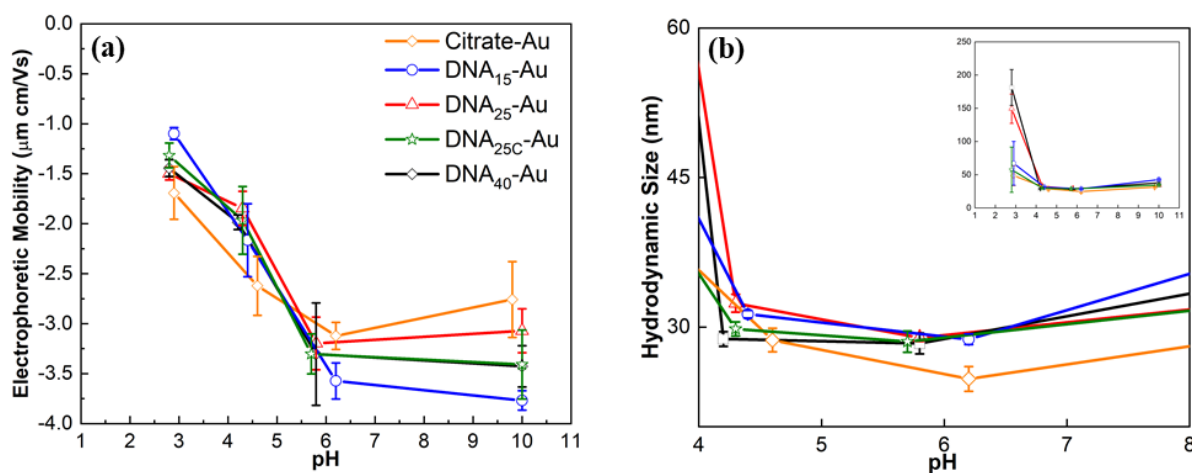 (a)
Electrophoretic Mobility (μm cm/Vs)
0.0
-0.5
-1.0
-1.5
-2.0
-2.5
-3.0
-3.5
-4.0
1 2 3 4 5 6 7 8 9 10 11
pH
Citrate-Au
DNA15-Au
DNA25-Au
DNA25C-Au
DNA40-Au
(b)
Hydrodynamic Size (nm)
60
45
30
4 5 6 7 8
pH
250
200
150
100
50
0
1 2 3 4 5 6 7 8 9 10 11